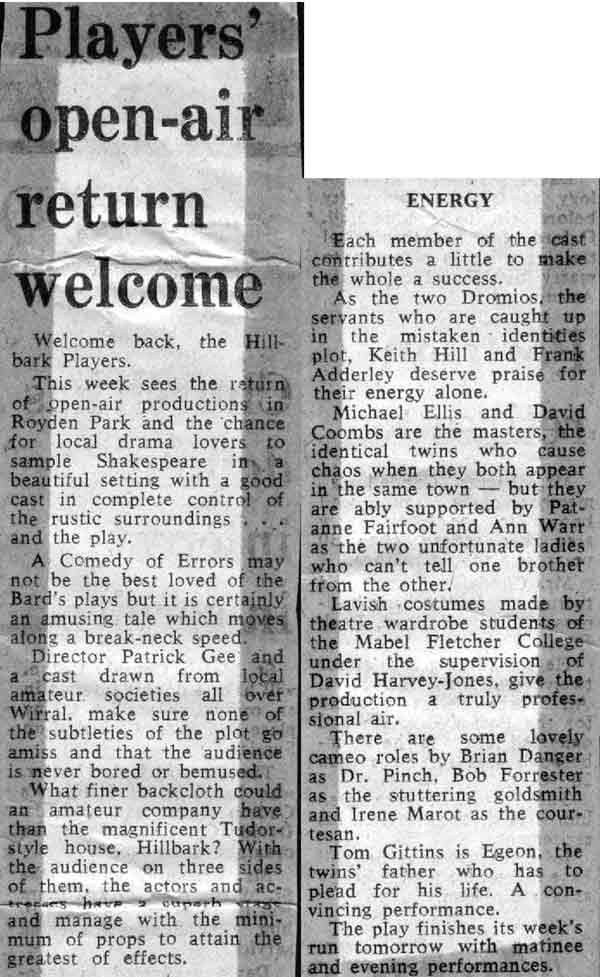 Players'
open-air
return
welcome
Welcome back, the Hill-
bark Players.
This week sees the return
of open-air productions in
Royden Park and the chance
for local drama lovers to
sample Shakespeare in a
beautiful setting with a good
cast in complete control of
the rustic surroundings . . .
and the play.
A Comedy of Errors may
not be the best loved of the
Bard's plays but it is certainly
an amusing tale which moves
along a break-neck speed.
Director Patrick Gee and
a cast drawn from local
amateur societies all over
Wirral, make sure none of
the subtleties of the plot go
amiss and that the audience
is never bored or bemused.
What finer backcloth could
an amateur company have
than the magnificent Tudor-
style house, Hillbark? With
the audience on three sides
of them, the actors and ac-
tresses have a superb stage
and manage with the mini-
mum of props to attain the
greatest of effects.
ENERGY
Each member of the cast
contributes a little to make
the whole a success.
As the two Dromios, the
servants who are caught up
in the mistaken identities
plot, Keith Hill and Frank
Adderley deserve praise for
their energy alone.
Michael Ellis and David
Coombs are the masters, the
identical twins who cause
chaos when they both appear
in the same town — but they
are ably supported by Pat-
anne Fairfoot and Ann Warr
as the two unfortunate ladies
who can't tell one brother
from the other.
Lavish costumes made by
theatre wardrobe students of
the Mabel Fletcher College
under the supervision of
David Harvey-Jones, give the
production a truly profes-
sional air.
There are some lovely
cameo roles by Brian Danger
as Dr. Pinch, Bob Forrester
as the stuttering goldsmith
and Irene Marot as the cour-
tesan.
Tom Gittins is Egeon, the
twins' father who has to
plead for his life. A con-
vincing performance.
The play finishes its week's
run tomorrow with matinee
and evening performances.